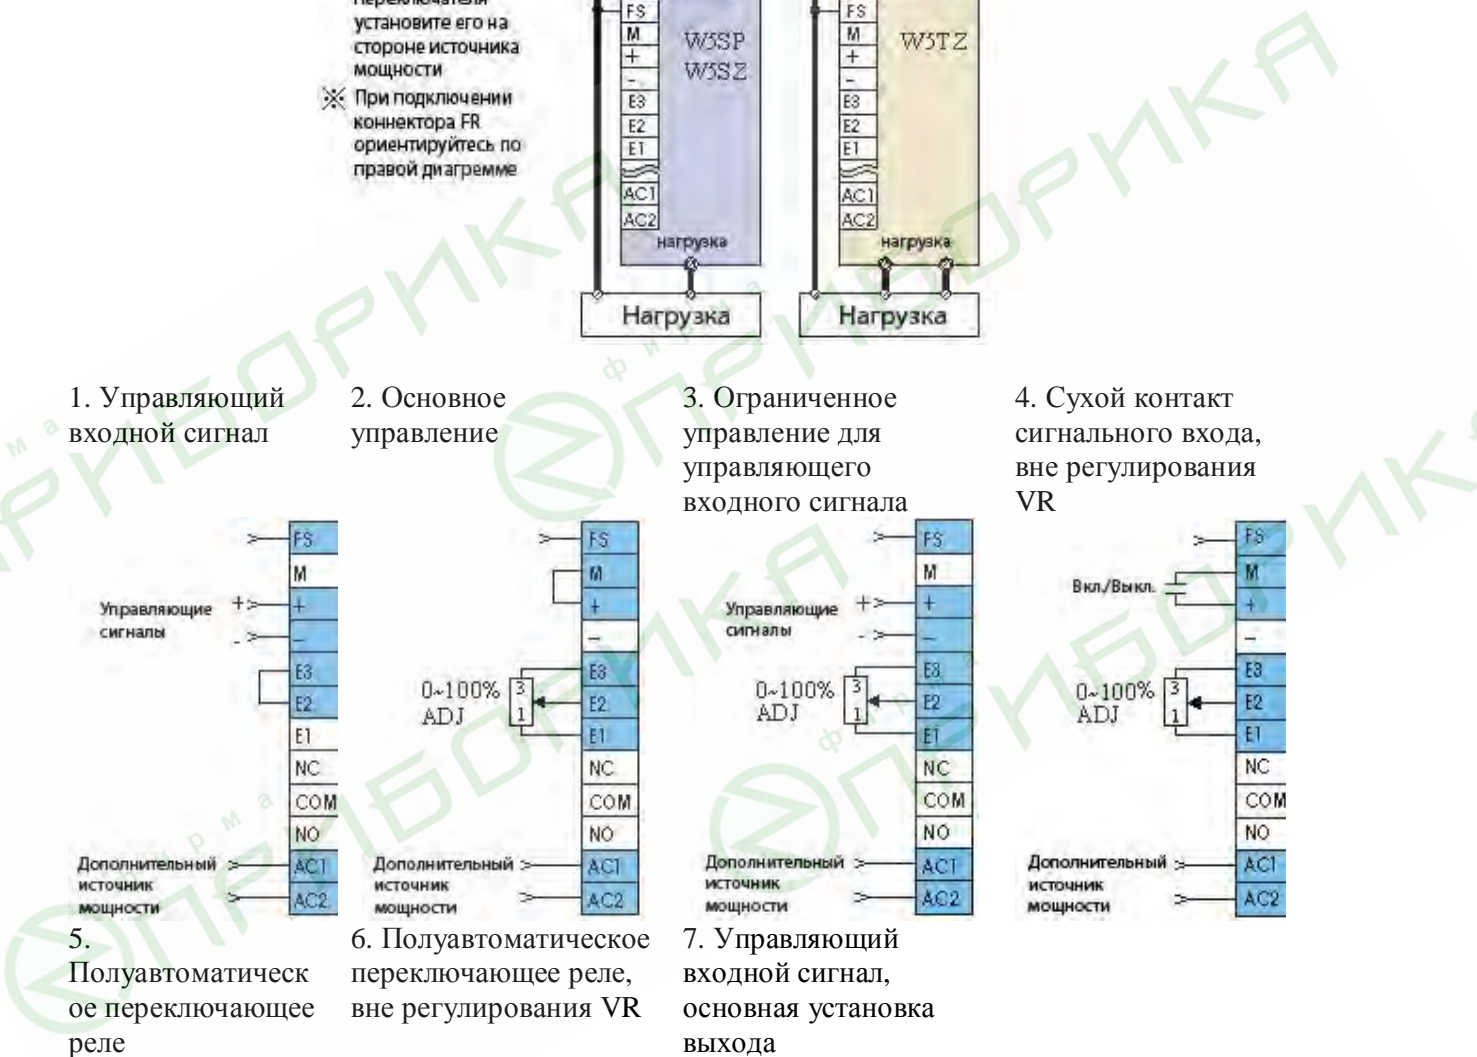 установите его на
стороне источника
мощности
※ При подключении
коннектора FR
ориентируйтесь по
правой диагремме
FS
M
+
-
E3
E2
E1
AC1
AC2
W5SP
W5SZ
нагрузка
Нагрузка
FS
M
+
-
E3
E2
E1
AC1
AC2
W5TZ
нагрузка
Нагрузка
1. Управляющий
входной сигнал
2. Основное
управление
3. Ограниченное
управление для
управляющего
входного сигнала
4. Сухой контакт
сигнального входа,
вне регулирования
VR
Управляющие
сигналы
+
-
FS
M
+
-
E3
E2
E1
NC
COM
NO
AC1
AC2
Дополнительный
источник
мощности
0~100%
ADJ
3
1
FS
M
+
-
E3
E2
E1
NC
COM
NO
AC1
AC2
Дополнительный
источник
мощности
Управляющие
сигналы
+
-
0~100%
ADJ
3
1
FS
M
+
-
E3
E2
E1
NC
COM
NO
AC1
AC2
Дополнительный
источник
мощности
Вкл./Выкл.
0~100%
ADJ
3
1
FS
M
+
-
E3
E2
E1
NC
COM
NO
AC1
AC2
Дополнительный
источник
мощности
5.
Полуавтоматическ
ое переключающее
реле
6. Полуавтоматическое
переключающее реле,
вне регулирования VR
7. Управляющий
входной сигнал,
основная установка
выхода
фирма
ПРИБОРИКА